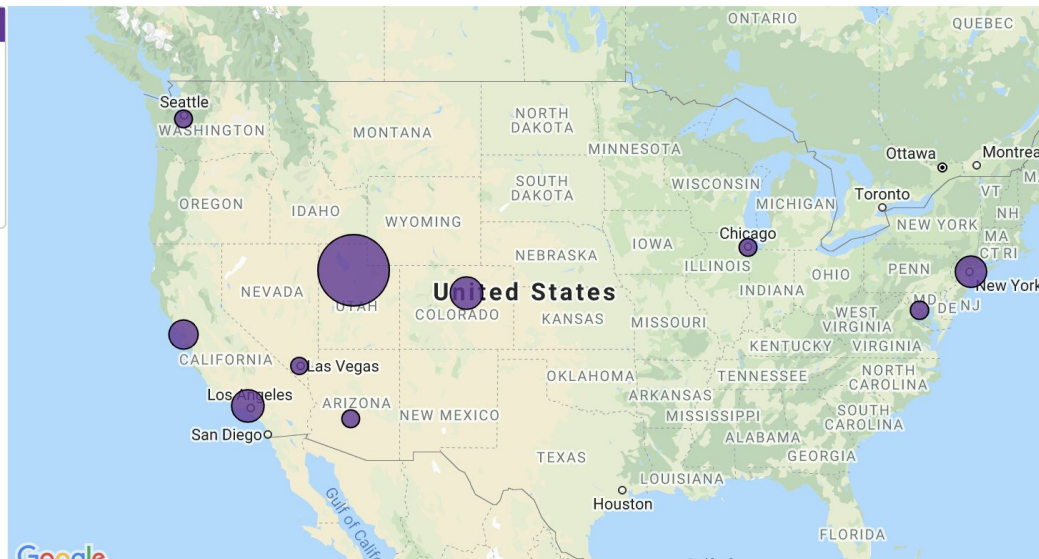 ONTARIO
QUEBEC
Seattle
WASHINGTON
MONTANA
NORTH
DAKOTA
MINNESOTA
Ottawa
Montrea
SOUTH
DAKOTA
WISCONSIN
MICHIGAN
Toronto
VT
NH
OREGON
IDAHO
WYOMING
NEW YORK
MA
CT RI
Chicago
IOWA
NEBRASKA
ILLINOIS
INDIANA
OHIO
PENN
New York
NEVADA
UTAH
United States
COLORADO
KANSAS
MISSOURI
WEST
VIRGINIA
MD
DE
NJ
KENTUCKY
VIRGINIA
CALIFORNIA
Las Vegas
OKLAHOMA
TENNESSEE
NORTH
CAROLINA
Los Angeles
ARIZONA
NEW MEXICO
ARKANSAS
MISSISSIPPI
SOUTH
CAROLINA
San Diego
ALABAMA
GEORGIA
TEXAS
LOUISIANA
Houston
Gulf of Calif
FLORIDA
Google